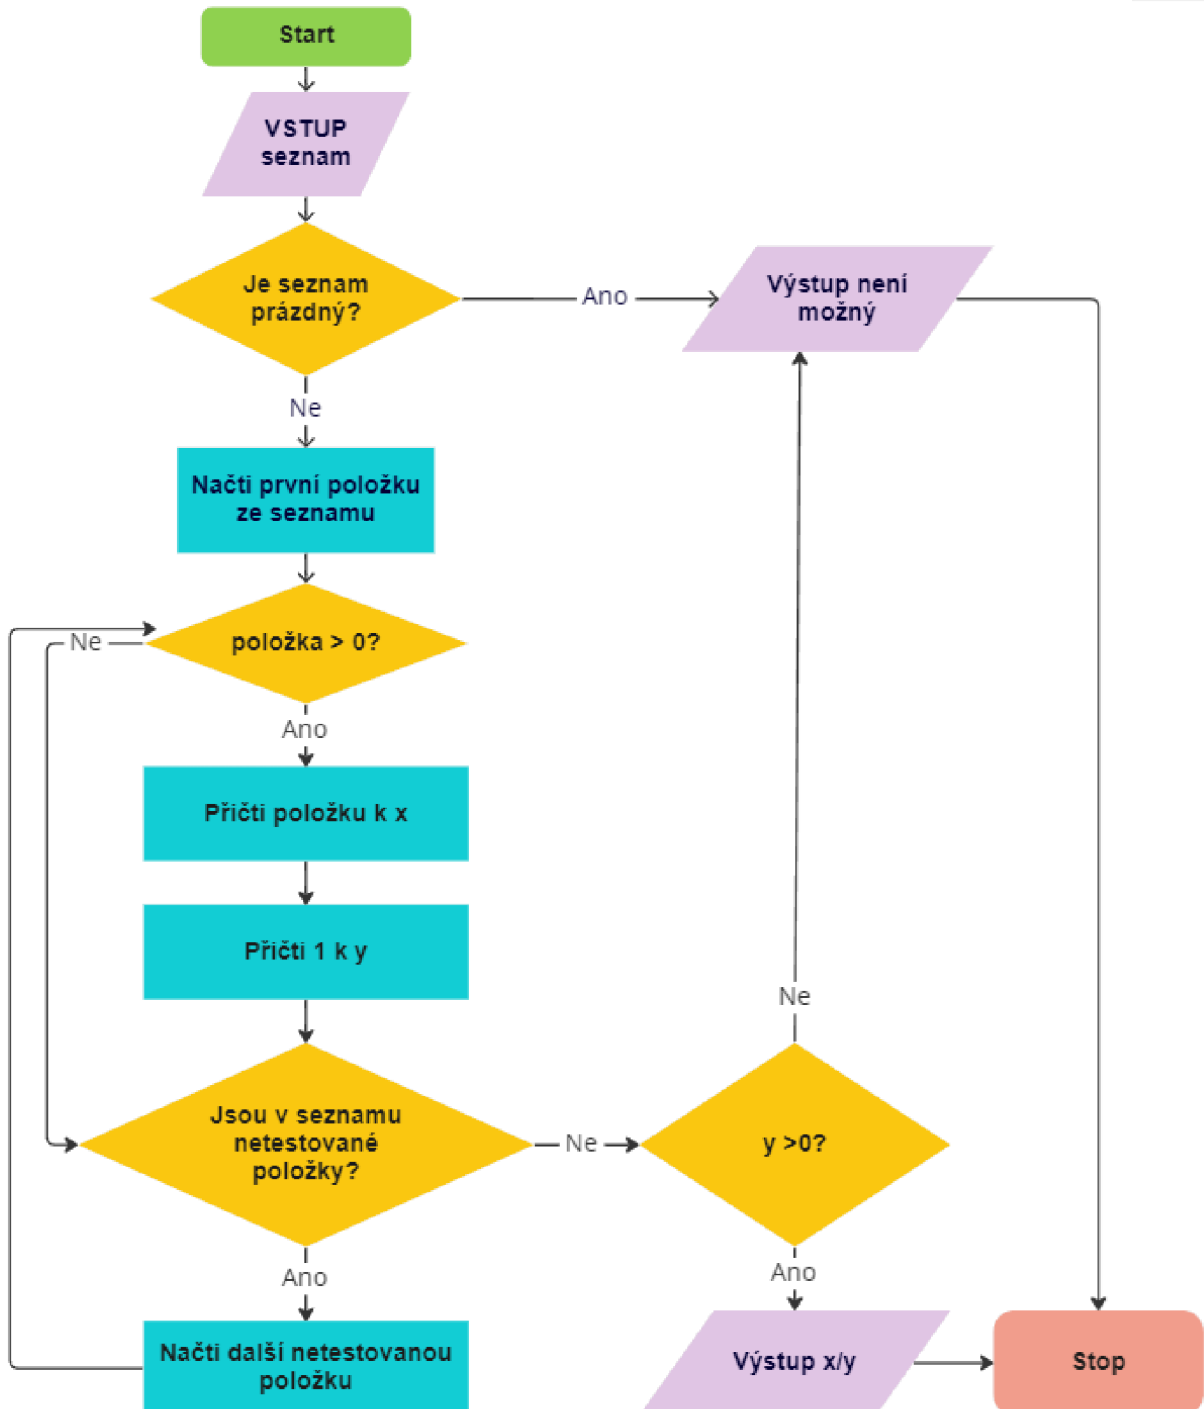 Start
VSTUP
seznam
Je seznam
prázdný?
Ano
Výstup není
možný
Ne
Načti první položku
ze seznamu
Ne
položka > 0?
Ano
Přičti položku k x
Přičti 1 k y
Ne
Jsou v seznamu
netestované
položky?
Ne
y >0?
Ano
Ano
Načti další netestovanou
položku
Výstup x/y
Stop